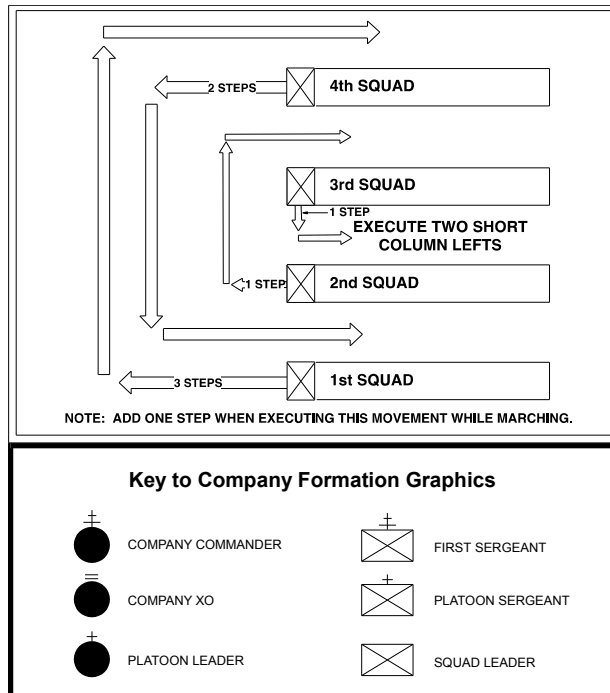 2 STEPS
4th SQUAD
3rd SQUAD
1 STEP
EXECUTE TWO SHORT
COLUMN LEFTS
1 STEP
2nd SQUAD
3 STEPS
1st SQUAD
NOTE: ADD ONE STEP WHEN EXECUTING THIS MOVEMENT WHILE MARCHING.
Key to Company Formation Graphics
COMPANY COMMANDER
FIRST SERGEANT
COMPANY XO
PLATOON SERGEANT
PLATOON LEADER
SQUAD LEADER